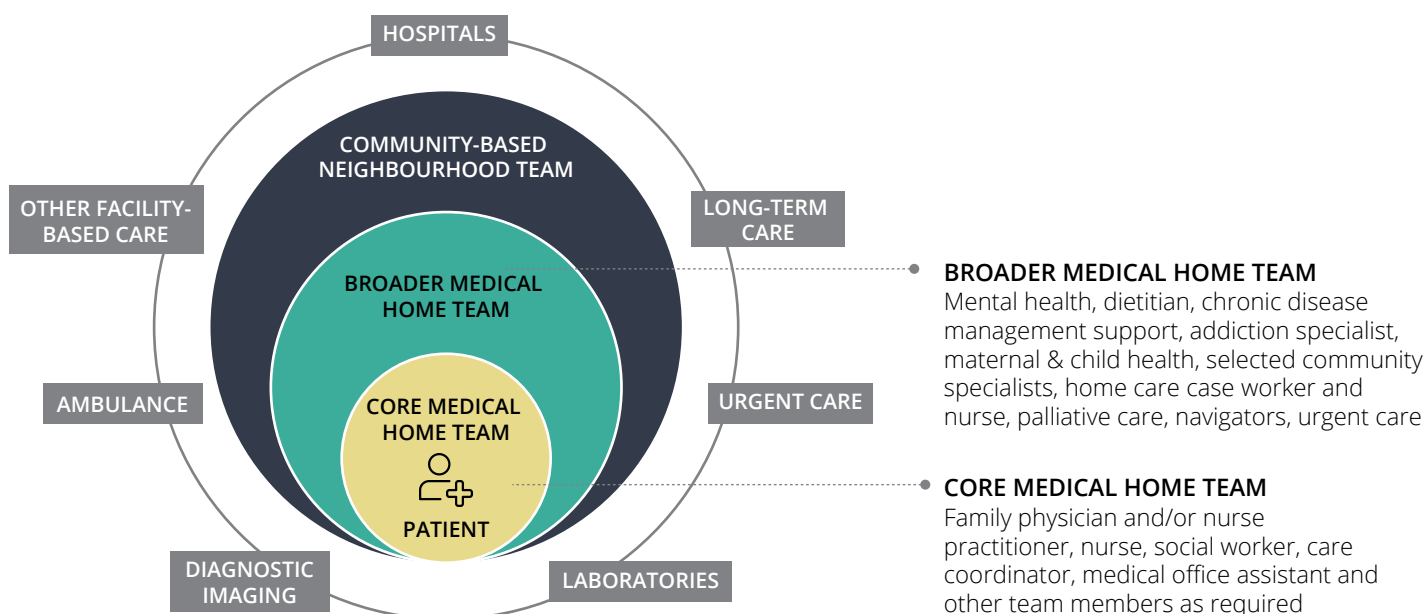 HOSPITALS
COMMUNITY-BASED
NEIGHBOURHOOD TEAM
OTHER FACILITY-
BASED CARE
LONG-TERM
CARE
BROADER MEDICAL
HOME TEAM
AMBULANCE
URGENT CARE
CORE MEDICAL
HOME TEAM
PATIENT
DIAGNOSTIC
IMAGING
LABORATORIES
BROADER MEDICAL HOME TEAM
Mental health, dietitian, chronic disease
management support, addiction specialist,
maternal & child health, selected community
specialists, home care case worker and
nurse, palliative care, navigators, urgent care
CORE MEDICAL HOME TEAM
Family physician and/or nurse
practitioner, nurse, social worker, care
coordinator, medical office assistant and
other team members as required